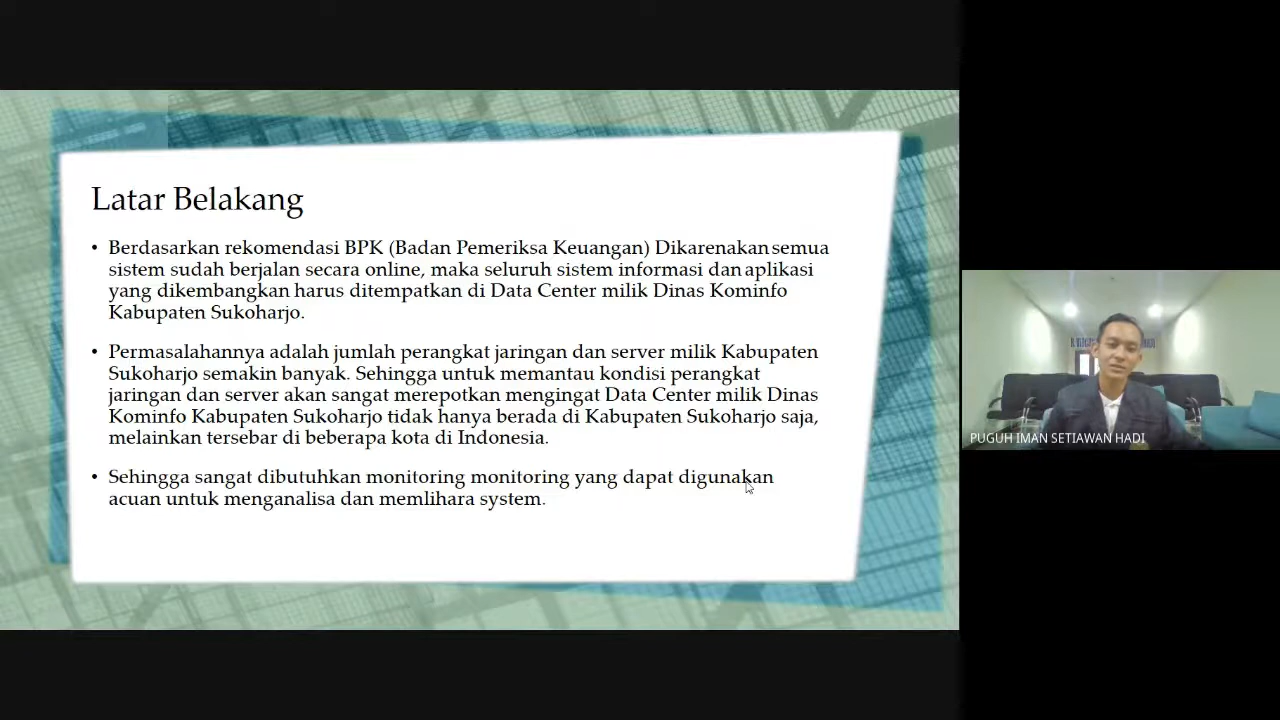 Latar Belakang
• Berdasarkan rekomendasi BPK (Badan Pemeriksa Keuangan) Dikarenakan semua
sistem sudah berjalan secara online, maka seluruh sistem informasi dan aplikasi
yang dikembangkan harus ditempatkan di Data Center milik Dinas Kominfo
Kabupaten Sukoharjo.
• Permasalahannya adalah jumlah perangkat jaringan dan server milik Kabupaten
Sukoharjo semakin banyak. Sehingga untuk memantau kondisi perangkat
jaringan dan server akan sangat merepotkan mengingat Data Center milik Dinas
Kominfo Kabupaten Sukoharjo tidak hanya berada di Kabupaten Sukoharjo saja,
melainkan tersebar di beberapa kota di Indonesia.
• Sehingga sangat dibutuhkan monitoring monitoring yang dapat digunakan
acuan untuk menganalisa dan memlihara system.
PUGUH IMAN SETIAWAN HADI